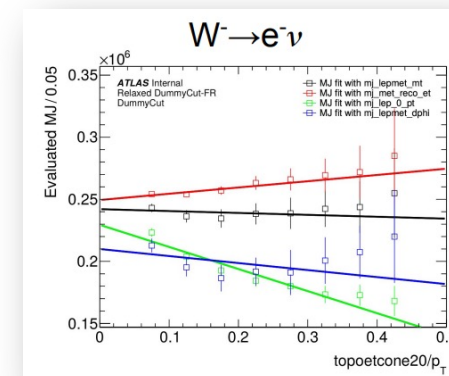 W⁻→e⁻ν
×10⁶
ATLAS Internal
Relaxed DummyCut-FR
DummyCut
MJ fit with mj_lepmet_mt
MJ fit with mj_met_reco_et
MJ fit with mj_lep_0_pt
MJ fit with mj_lepmet_dphi
Evaluated MJ / 0.05
0.35
0.3
0.25
0.2
0.15
0 0.1 0.2 0.3 0.4 0.
topoetcone20/p_T